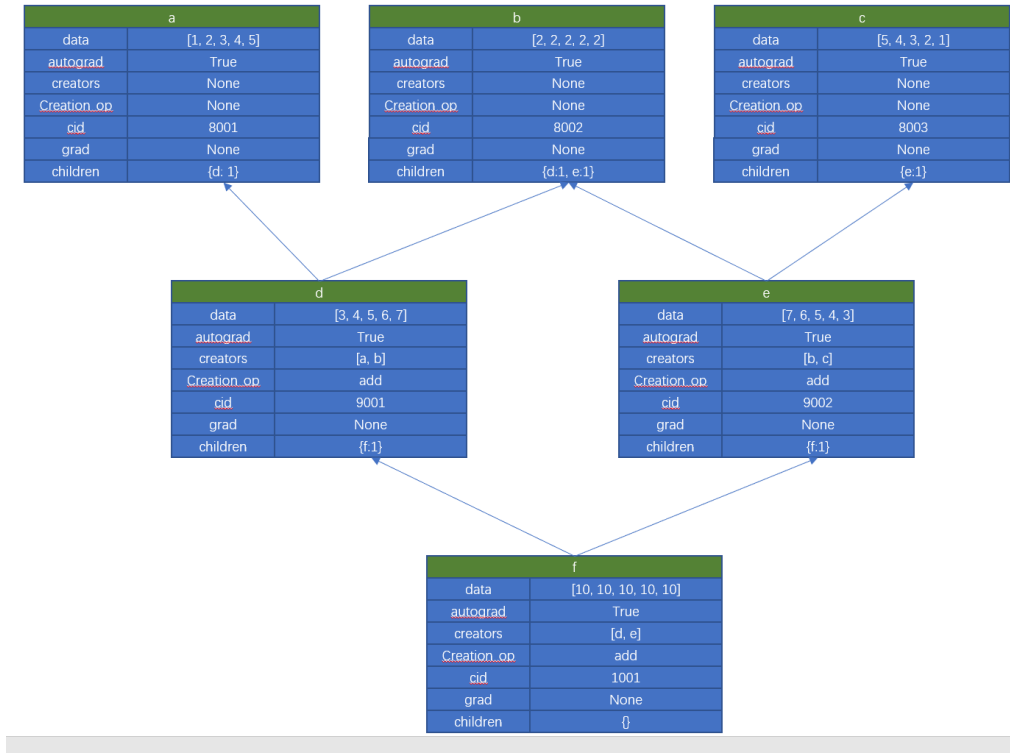 a
data [1, 2, 3, 4, 5]
autograd True
creators None
Creation_op None
cid 8001
grad None
children {d: 1}
b
data [2, 2, 2, 2, 2]
autograd True
creators None
Creation_op None
cid 8002
grad None
children {d:1, e:1}
c
data [5, 4, 3, 2, 1]
autograd True
creators None
Creation_op None
cid 8003
grad None
children {e:1}
d
data [3, 4, 5, 6, 7]
autograd True
creators [a, b]
Creation_op add
cid 9001
grad None
children {f:1}
e
data [7, 6, 5, 4, 3]
autograd True
creators [b, c]
Creation_op add
cid 9002
grad None
children {f:1}
f
data [10, 10, 10, 10, 10]
autograd True
creators [d, e]
Creation_op add
cid 1001
grad None
children {}